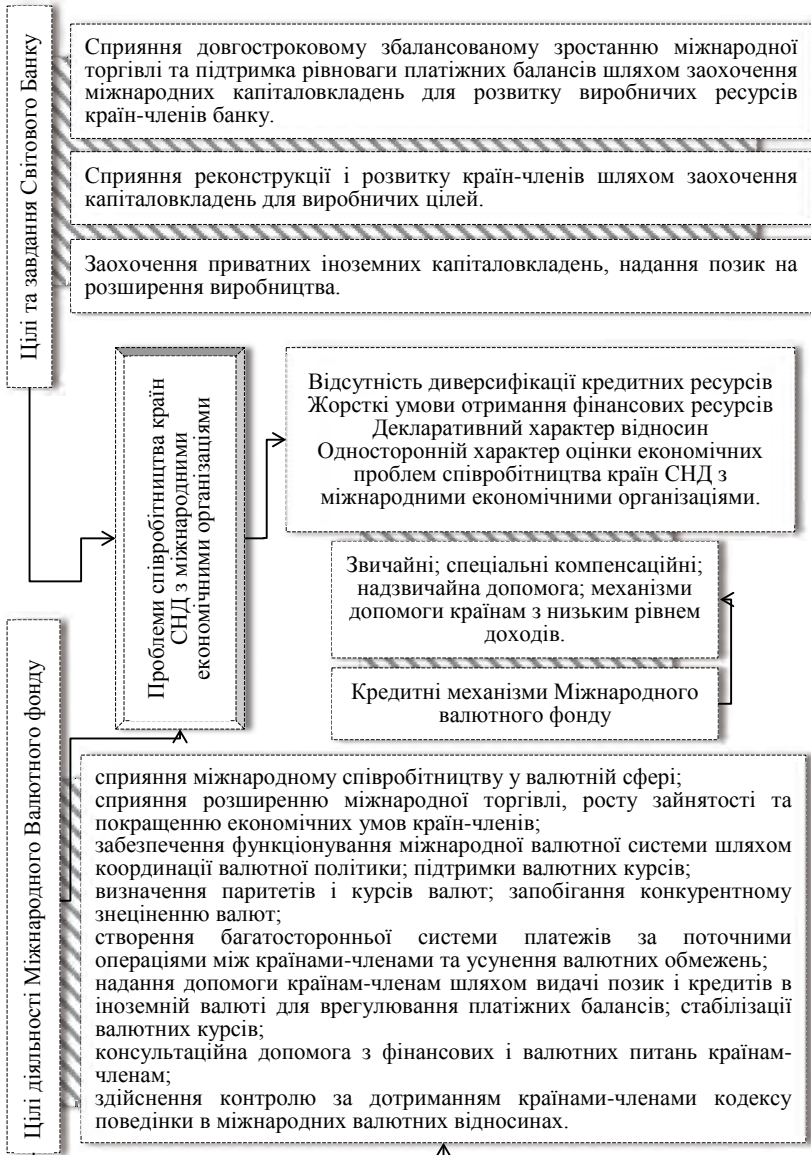 Цілі та завдання Світового Банку
Сприяння довгостроковому збалансованому зростанню міжнародної
торгівлі та підтримка рівноваги платіжних балансів шляхом заохочення
міжнародних капіталовкладень для розвитку виробничих ресурсів
країн-членів банку.
Сприяння реконструкції і розвитку країн-членів шляхом заохочення
капіталовкладень для виробничих цілей.
Заохочення приватних іноземних капіталовкладень, надання позик на
розширення виробництва.
Проблеми співробітництва країн
СНД з міжнародними
економічними організаціями
Відсутність диверсифікації кредитних ресурсів
Жорсткі умови отримання фінансових ресурсів
Декларативний характер відносин
Односторонній характер оцінки економічних
проблем співробітництва країн СНД з
міжнародними економічними організаціями.
Звичайні; спеціальні компенсаційні;
надзвичайна допомога; механізми
допомоги країнам з низьким рівнем
доходів.
Кредитні механізми Міжнародного
валютного фонду
Цілі діяльності Міжнародного Валютного фонду
сприяння міжнародному співробітництву у валютній сфері;
сприяння розширенню міжнародної торгівлі, росту зайнятості та
покращенню економічних умов країн-членів;
забезпечення функціонування міжнародної валютної системи шляхом
координації валютної політики; підтримки валютних курсів;
визначення паритетів і курсів валют; запобігання конкурентному
знеціненню валют;
створення багатосторонньої системи платежів за поточними
операціями між країнами-членами та усунення валютних обмежень;
надання допомоги країнам-членам шляхом видачі позик і кредитів в
іноземній валюті для врегулювання платіжних балансів; стабілізації
валютних курсів;
консультаційна допомога з фінансових і валютних питань країнам-
членам;
здійснення контролю за дотриманням країнами-членами кодексу
поведінки в міжнародних валютних відносинах.